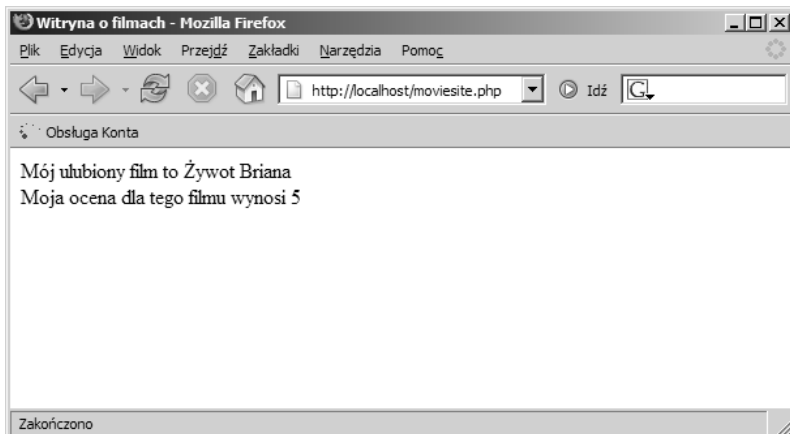 Witryna o filmach - Mozilla Firefox
Plik Edycja Widok Przejdź Zakładki Narzędzia Pomoc
http://localhost/moviesite.php Idź G
Obsługa Konta
Mój ulubiony film to Żywot Briana
Moja ocena dla tego filmu wynosi 5
Zakończono